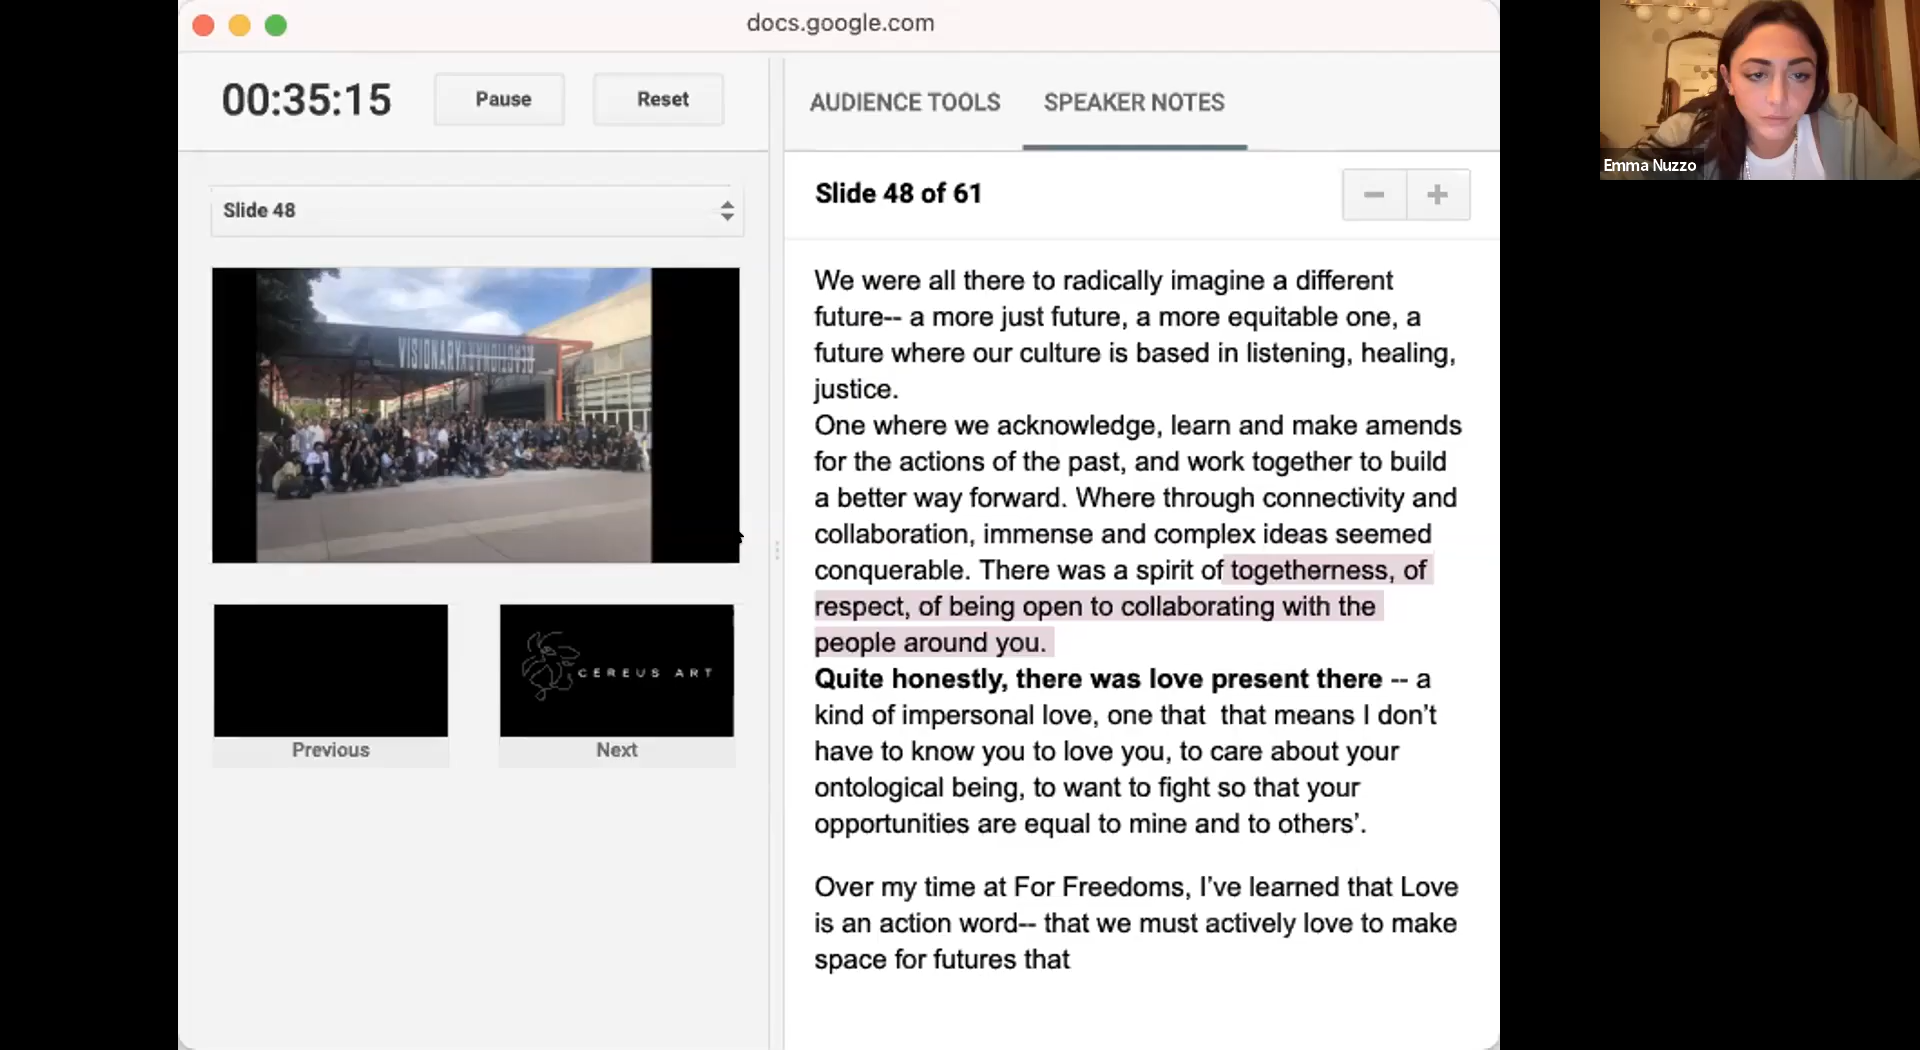 docs.google.com
00:35:15
Pause
Reset
AUDIENCE TOOLS
SPEAKER NOTES
Slide 48
Slide 48 of 61
VISIONARY
We were all there to radically imagine a different
future-- a more just future, a more equitable one, a
future where our culture is based in listening, healing,
justice.
One where we acknowledge, learn and make amends
for the actions of the past, and work together to build
a better way forward. Where through connectivity and
collaboration, immense and complex ideas seemed
conquerable. There was a spirit of togetherness, of
respect, of being open to collaborating with the
people around you.
Quite honestly, there was love present there -- a
kind of impersonal love, one that that means I don't
have to know you to love you, to care about your
ontological being, to want to fight so that your
opportunities are equal to mine and to others'.
Over my time at For Freedoms, I've learned that Love
is an action word-- that we must actively love to make
space for futures that
CEREUS ART
Previous
Next
Emma Nuzzo